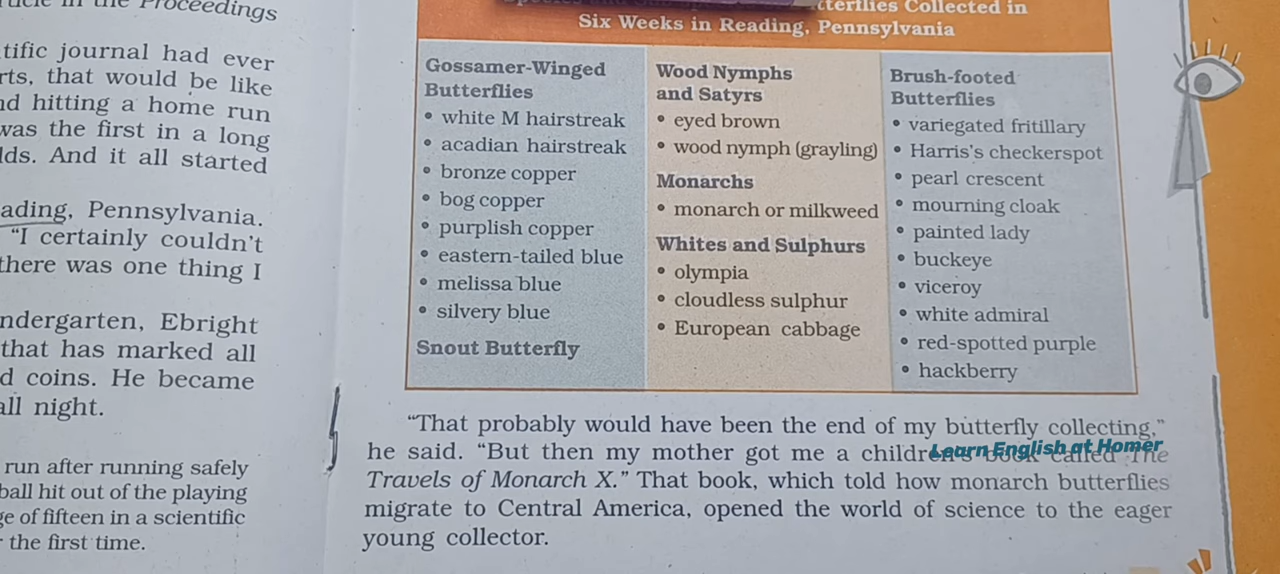 Proceedings
tific journal had ever
rts, that would be like
nd hitting a home run
was the first in a long
lds. And it all started
ading, Pennsylvania.
"I certainly couldn't
there was one thing I
ndergarten, Ebright
that has marked all
d coins. He became
all night.
run after running safely
ball hit out of the playing
ge of fifteen in a scientific
the first time.
Collected in
Six Weeks in Reading, Pennsylvania
Gossamer-Winged
Butterflies
• white M hairstreak
• acadian hairstreak
• bronze copper
• bog copper
• purplish copper
• eastern-tailed blue
• melissa blue
• silvery blue
Snout Butterfly
Wood Nymphs
and Satyrs
• eyed brown
• wood nymph (grayling)
Monarchs
• monarch or milkweed
Whites and Sulphurs
• olympia
• cloudless sulphur
• European cabbage
Brush-footed
Butterflies
• variegated fritillary
• Harris's checkerspot
• pearl crescent
• mourning cloak
• painted lady
• buckeye
• viceroy
• white admiral
• red-spotted purple
• hackberry
"That probably would have been the end of my butterfly collecting,"
he said. "But then my mother got me a children's book called The
Learn English at Homer
Travels of Monarch X." That book, which told how monarch butterflies
migrate to Central America, opened the world of science to the eager
young collector.